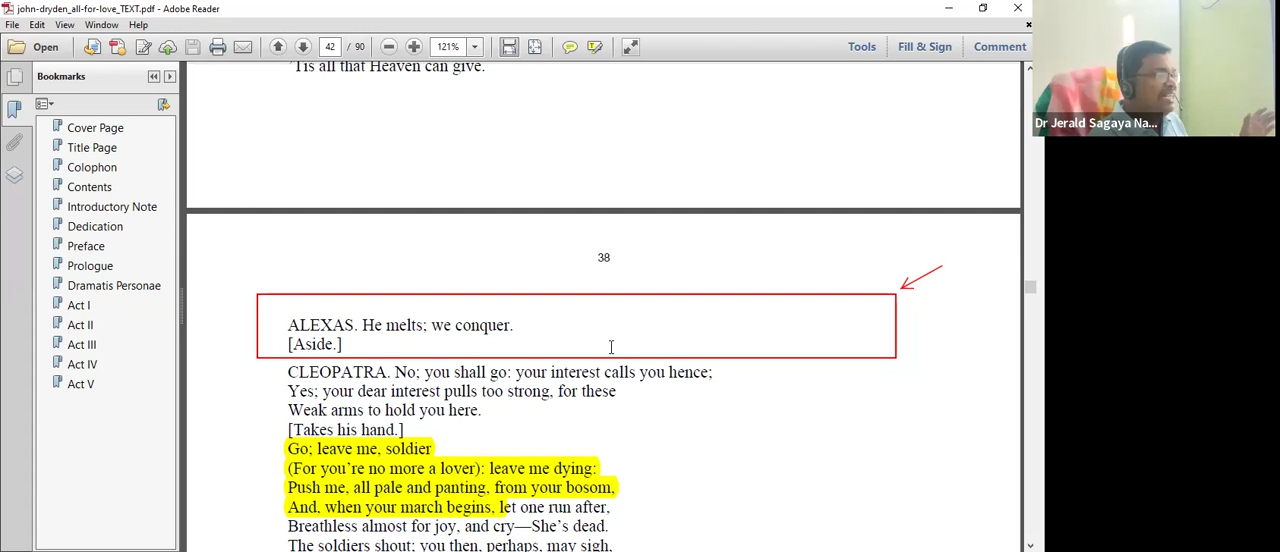 john-dryden_all-for-love_TEXT.pdf - Adobe Reader
File Edit View Window Help
Open 42 / 90 121% Tools Fill & Sign Comment
Bookmarks
Cover Page
Title Page
Colophon
Contents
Introductory Note
Dedication
Preface
Prologue
Dramatis Personae
Act I
Act II
Act III
Act IV
Act V
'Tis all that Heaven can give.
38
ALEXAS. He melts; we conquer.
[Aside.]
CLEOPATRA. No; you shall go: your interest calls you hence;
Yes; your dear interest pulls too strong, for these
Weak arms to hold you here.
[Takes his hand.]
Go; leave me, soldier
(For you're no more a lover): leave me dying:
Push me, all pale and panting, from your bosom,
And, when your march begins, let one run after,
Breathless almost for joy, and cry—She's dead.
The soldiers shout; you then, perhaps, may sigh,
Dr Jerald Sagaya Na...